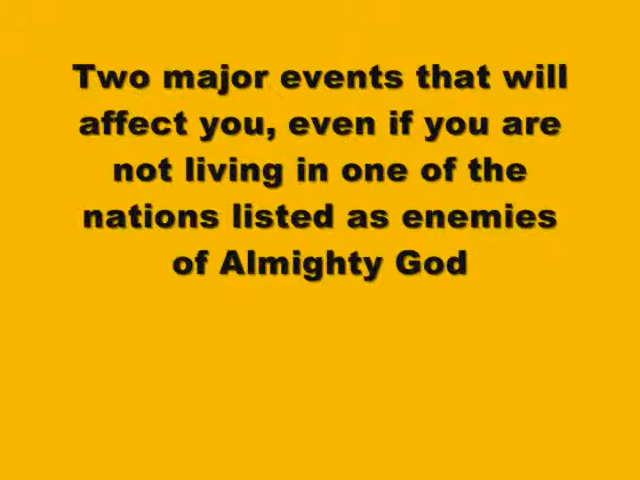 Two major events that will
affect you, even if you are
not living in one of the
nations listed as enemies
of Almighty God